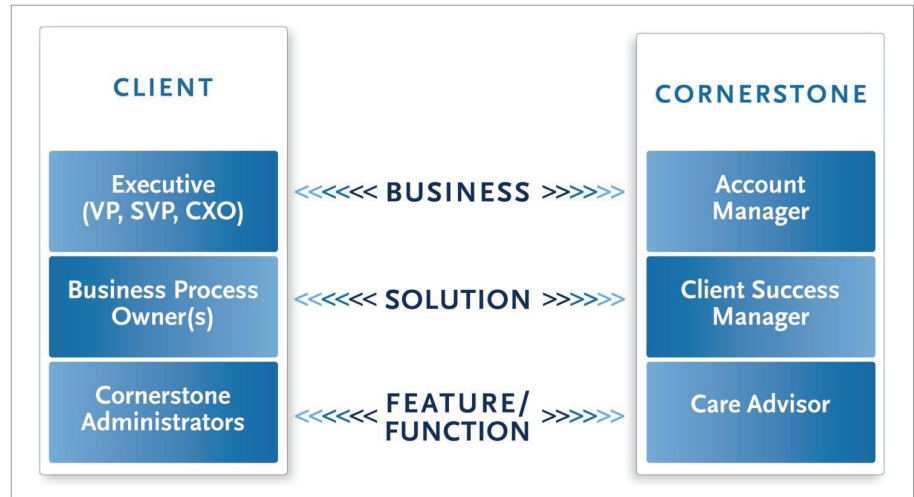 CLIENT
CORNERSTONE
Executive
(VP, SVP, CXO)
<<<<<< BUSINESS >>>>>>
Account
Manager
Business Process
Owner(s)
<<<<<< SOLUTION >>>>>>
Client Success
Manager
Cornerstone
Administrators
<<<<<< FEATURE/
FUNCTION >>>>>>
Care Advisor